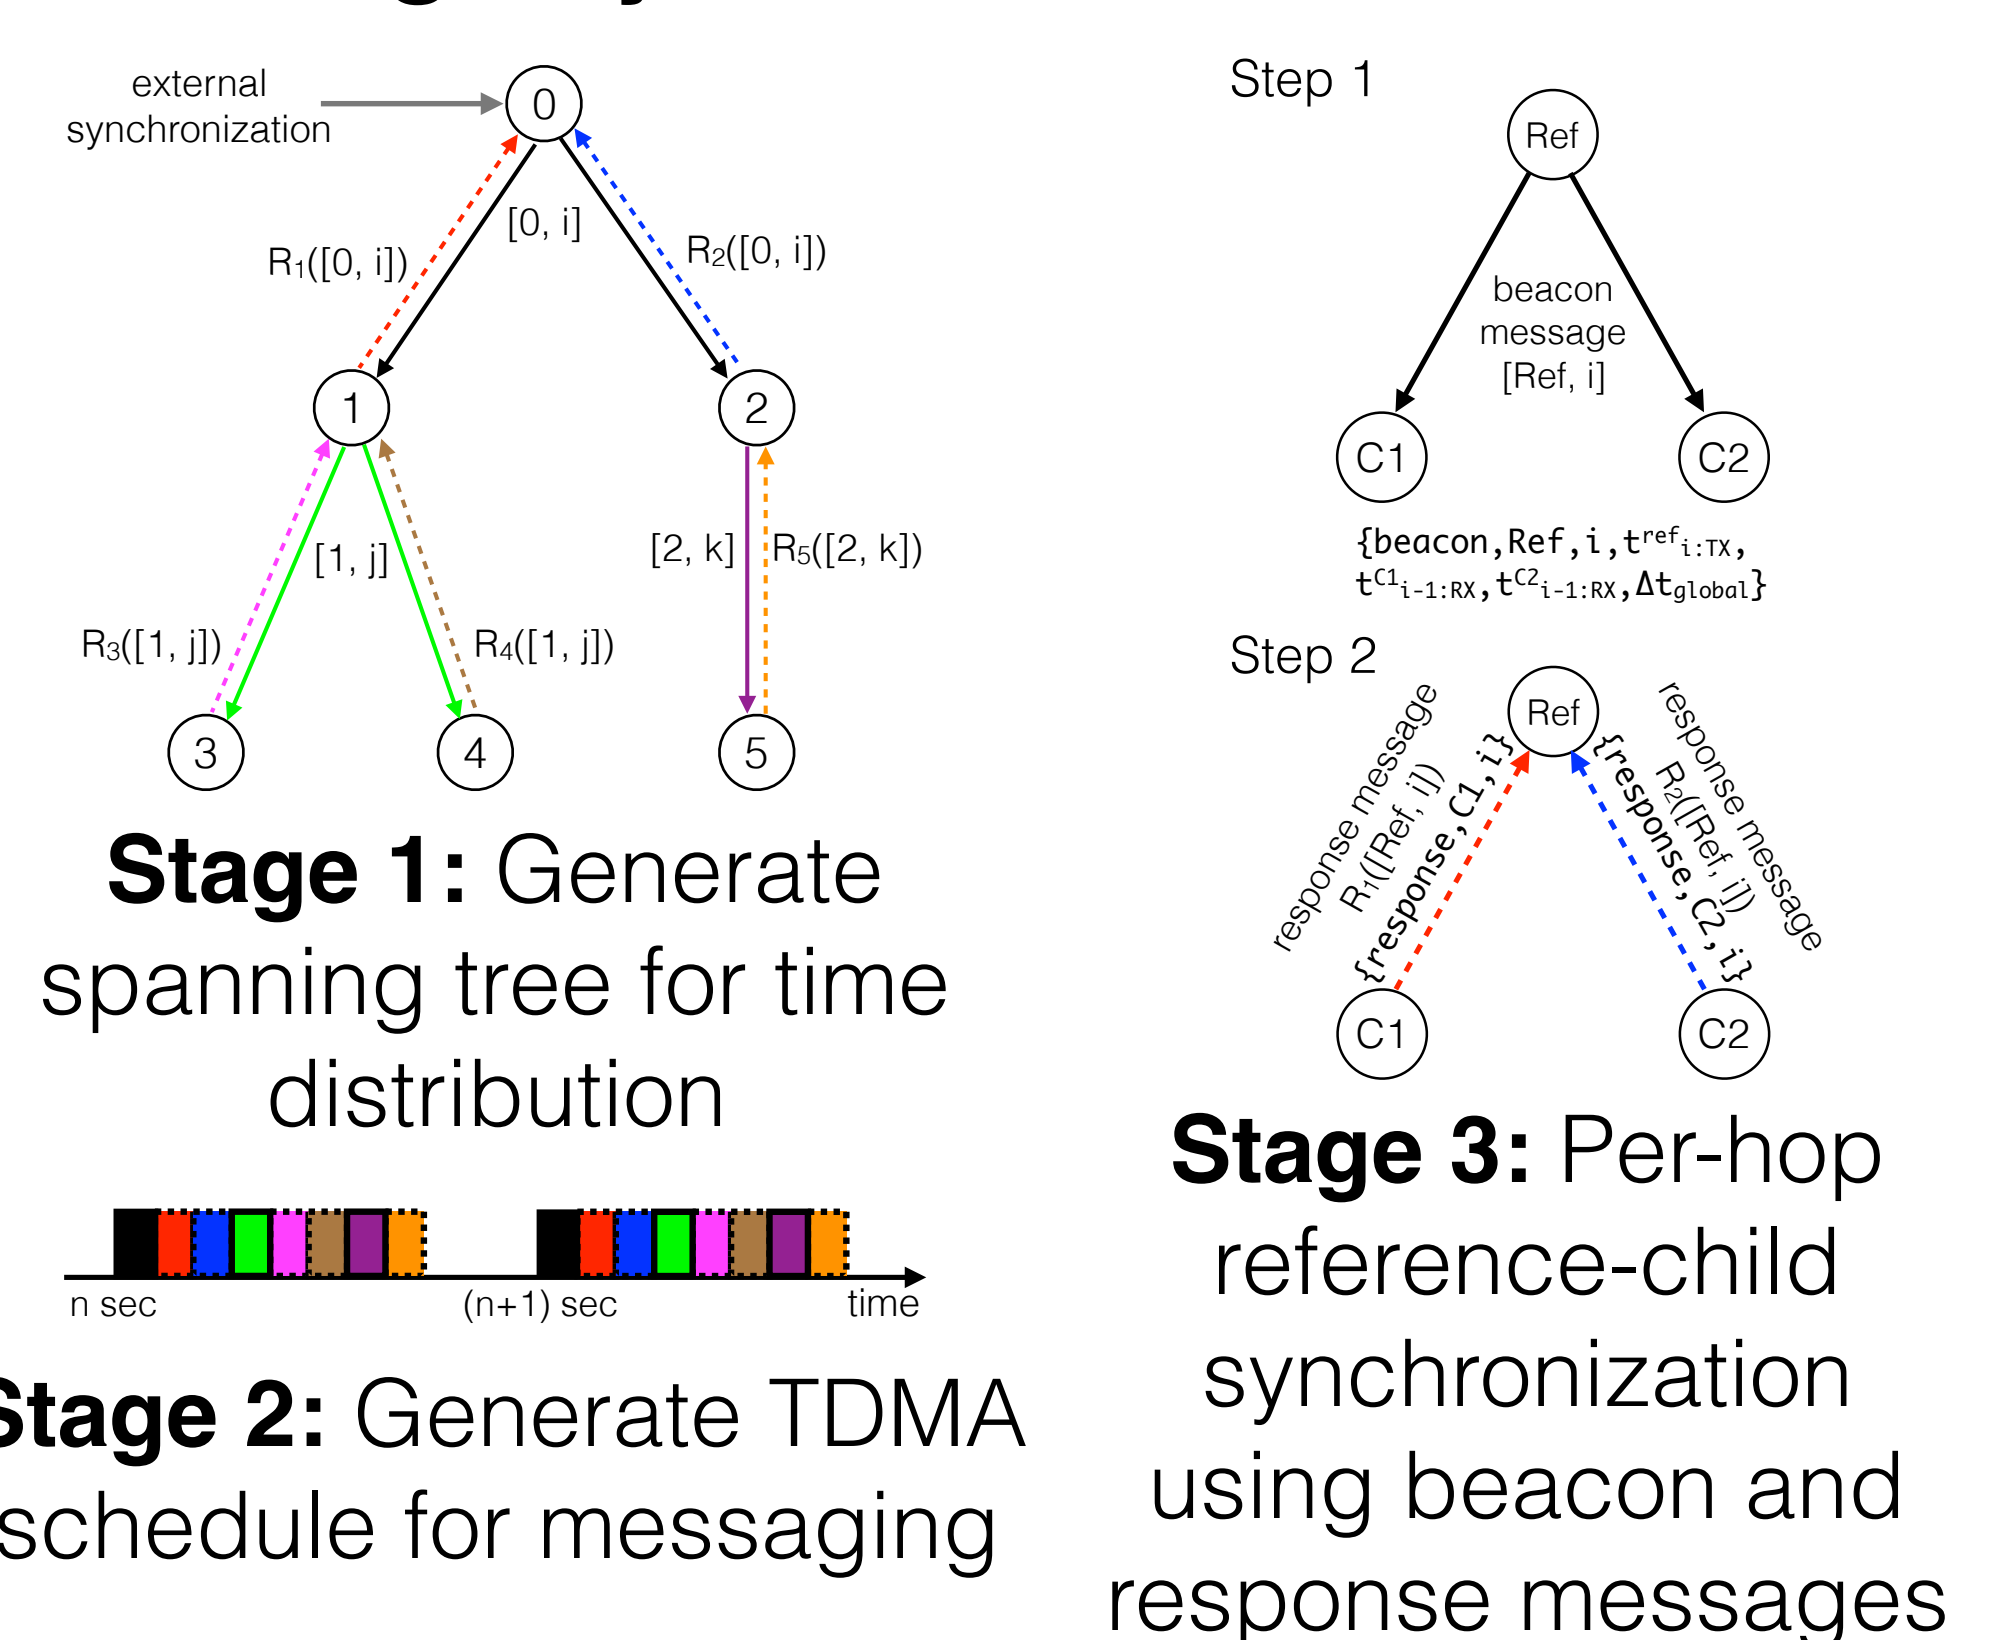 external
synchronization
0
[0, i]
R₁([0, i])
R₂([0, i])
1
2
[1, j]
[2, k]
R₅([2, k])
R₃([1, j])
R₄([1, j])
3
4
5
Stage 1: Generate
spanning tree for time
distribution
n sec
(n+1) sec
time
Stage 2: Generate TDMA
schedule for messaging
Step 1
Ref
beacon
message
[Ref, i]
C1
C2
{beacon,Ref,i,tʳᵉᶠi:TX,
tC1i-1:RX,tC2i-1:RX,Δtglobal}
Step 2
Ref
response message
R₁([Ref, i])
{response,C1,i}
response message
R₂([Ref, i])
{response,C2,i}
C1
C2
Stage 3: Per-hop
reference-child
synchronization
using beacon and
response messages